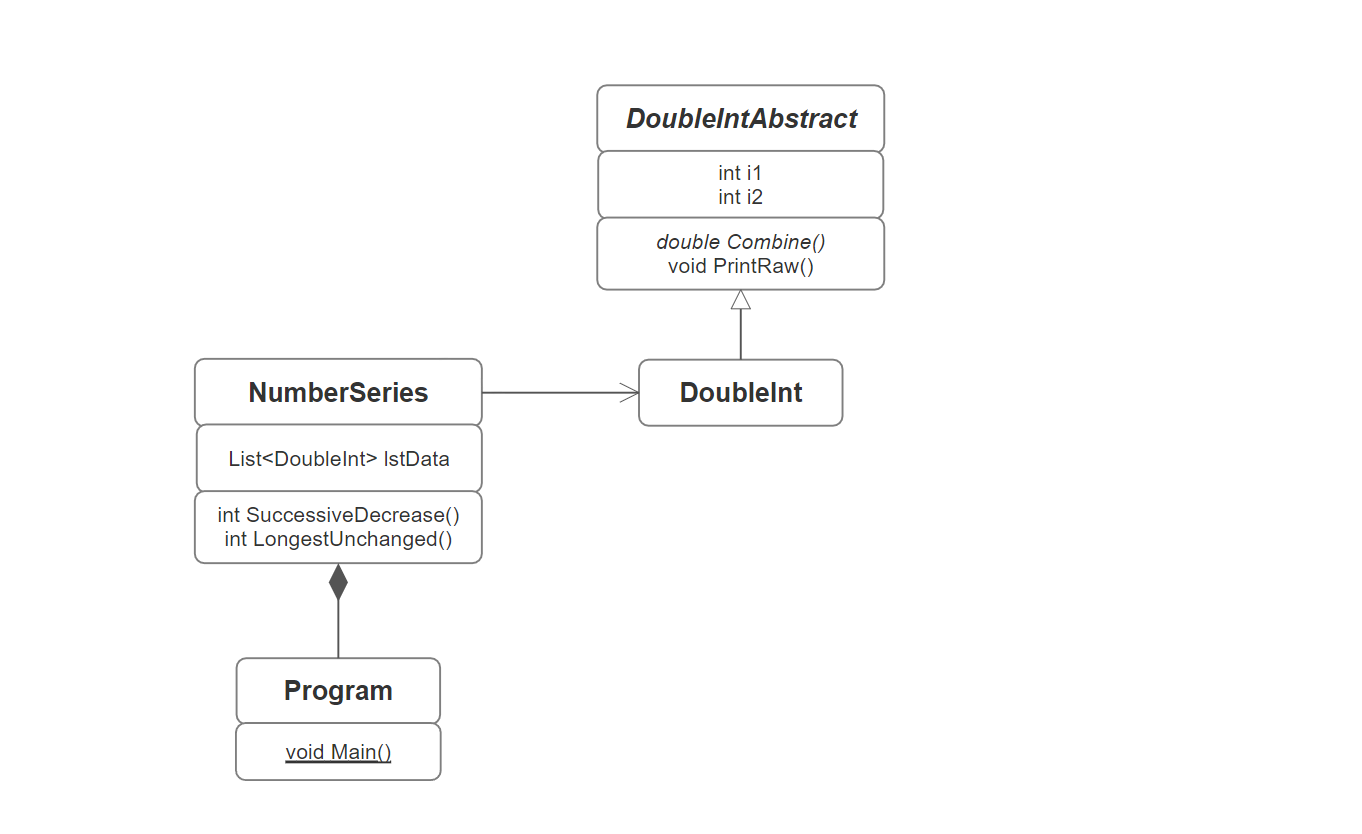 DoubleIntAbstract
int i1
int i2
double Combine()
void PrintRaw()
NumberSeries
List<DoubleInt> lstData
int SuccessiveDecrease()
int LongestUnchanged()
DoubleInt
Program
void Main()